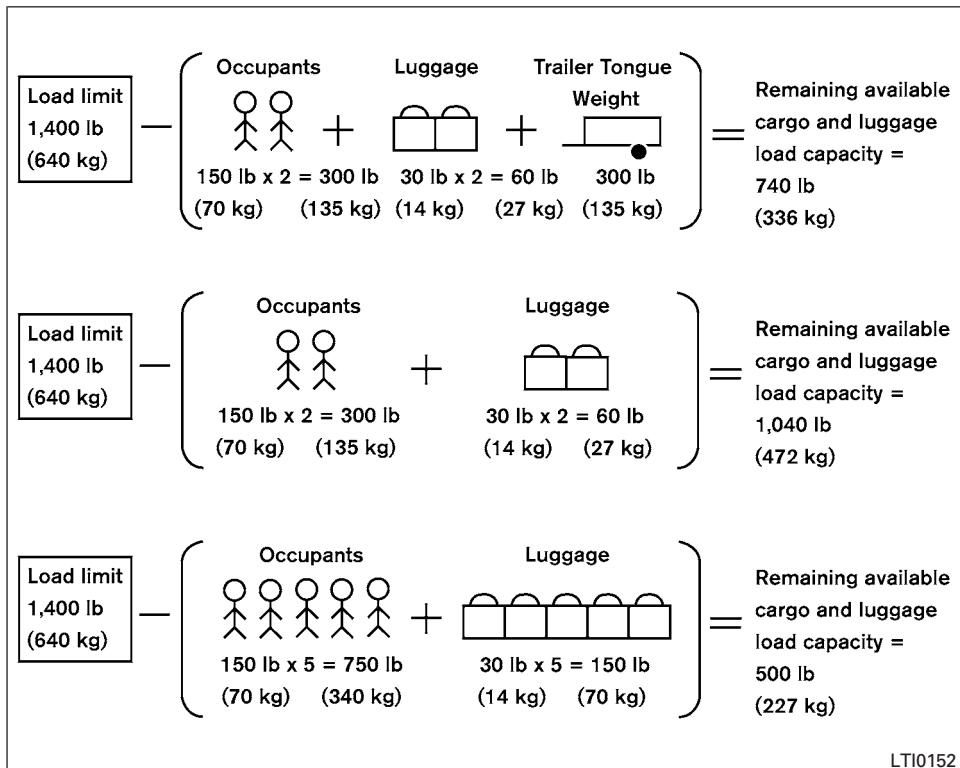 Occupants
Luggage
Trailer Tongue
Weight
Load limit
1,400 lb
(640 kg)
150 lb x 2 = 300 lb
(70 kg) (135 kg)
30 lb x 2 = 60 lb
(14 kg) (27 kg)
300 lb
(135 kg)
Remaining available
cargo and luggage
load capacity =
740 lb
(336 kg)
Load limit
1,400 lb
(640 kg)
Occupants
150 lb x 2 = 300 lb
(70 kg) (135 kg)
Luggage
30 lb x 2 = 60 lb
(14 kg) (27 kg)
Remaining available
cargo and luggage
load capacity =
1,040 lb
(472 kg)
Load limit
1,400 lb
(640 kg)
Occupants
150 lb x 5 = 750 lb
(70 kg) (340 kg)
Luggage
30 lb x 5 = 150 lb
(14 kg) (70 kg)
Remaining available
cargo and luggage
load capacity =
500 lb
(227 kg)
LTI0152